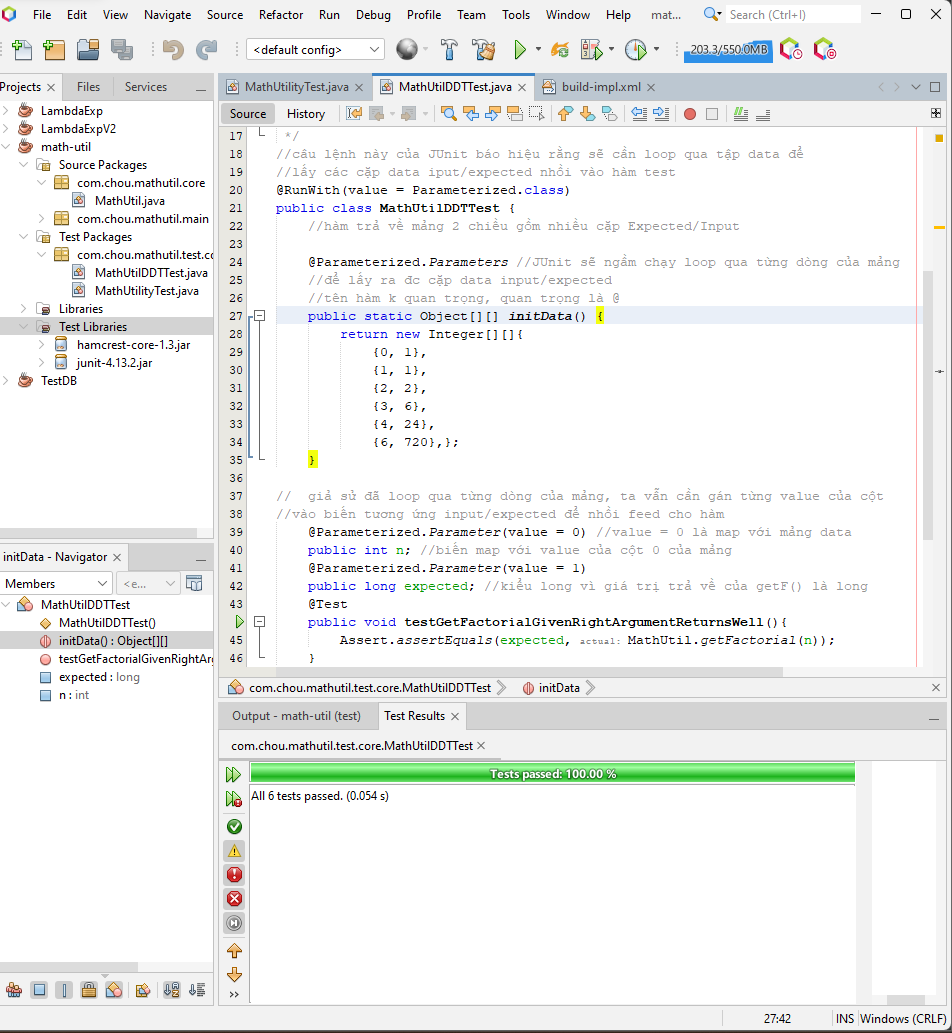 File Edit View Navigate Source Refactor Run Debug Profile Team Tools Window Help mat... Search (Ctrl+I)
<default config> 203.3/550.0MB
Projects Files Services
LambdaExp
LambdaExpV2
math-util
Source Packages
com.chou.mathutil.core
MathUtil.java
com.chou.mathutil.main
Test Packages
com.chou.mathutil.test.co
MathUtilDDTTest.java
MathUtilityTest.java
Libraries
Test Libraries
hamcrest-core-1.3.jar
junit-4.13.2.jar
TestDB
initData - Navigator
Members <e...
MathUtilDDTTest
MathUtilDDTTest()
initData() : Object[][]
testGetFactorialGivenRightAr
expected : long
n : int
MathUtilityTest.java MathUtilDDTTest.java build-impl.xml
Source History
17 */
18 //câu lệnh này của JUnit báo hiệu rằng sẽ cần loop qua tập data để
19 //lấy các cặp data iput/expected nhồi vào hàm test
20 @RunWith(value = Parameterized.class)
21 public class MathUtilDDTTest {
22 //hàm trả về mảng 2 chiều gồm nhiều cặp Expected/Input
23
24 @Parameterized.Parameters //JUnit sẽ ngầm chạy loop qua từng dòng của mảng
25 //để lấy ra đc cặp data input/expected
26 //tên hàm k quan trọng, quan trọng là @
27 public static Object[][] initData() {
28 return new Integer[][]{
29 {0, 1},
30 {1, 1},
31 {2, 2},
32 {3, 6},
33 {4, 24},
34 {6, 720},};
35 }
36
37 // giả sử đã loop qua từng dòng của mảng, ta vẫn cần gán từng value của cột
38 //vào biến tương ứng input/expected để nhồi feed cho hàm
39 @Parameterized.Parameter(value = 0) //value = 0 là map với mảng data
40 public int n; //biến map với value của cột 0 của mảng
41 @Parameterized.Parameter(value = 1)
42 public long expected; //kiểu long vì giá trị trả về của getF() là long
43 @Test
public void testGetFactorialGivenRightArgumentReturnsWell(){
45 Assert.assertEquals(expected, actual: MathUtil.getFactorial(n));
46 }
com.chou.mathutil.test.core.MathUtilDDTTest initData
Output - math-util (test) Test Results
com.chou.mathutil.test.core.MathUtilDDTTest
Tests passed: 100.00 %
All 6 tests passed. (0.054 s)
27:42 INS Windows (CRLF)